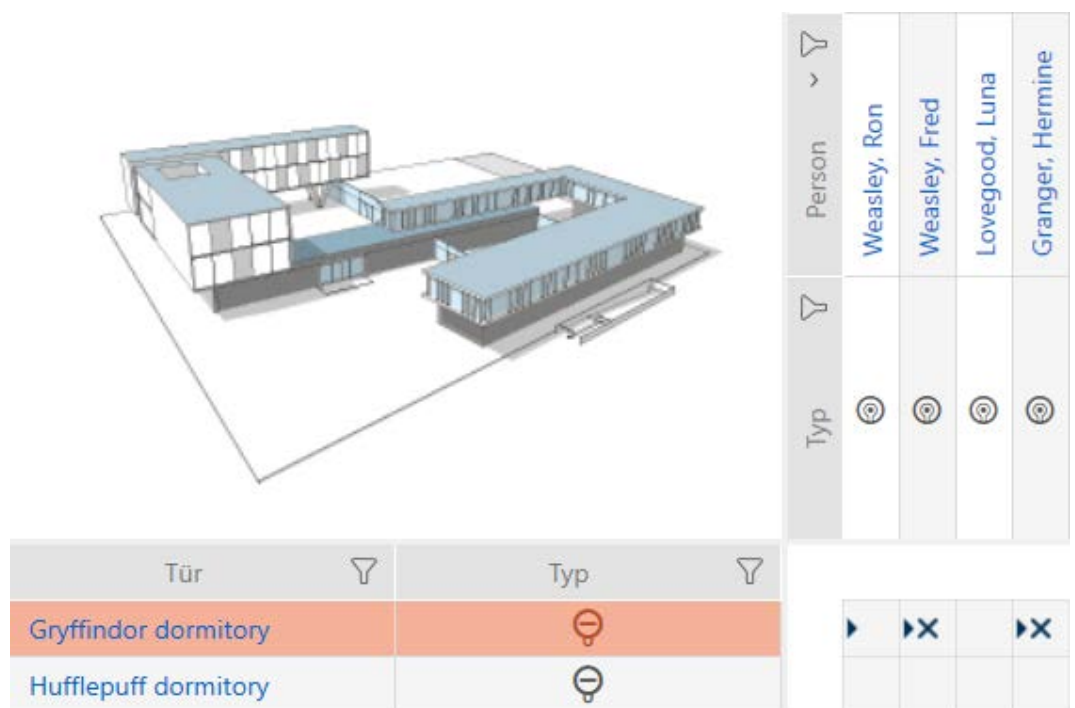 Person
Weasley, Ron
Weasley, Fred
Lovegood, Luna
Granger, Hermine
Typ
Tür
Typ
Gryffindor dormitory
Hufflepuff dormitory